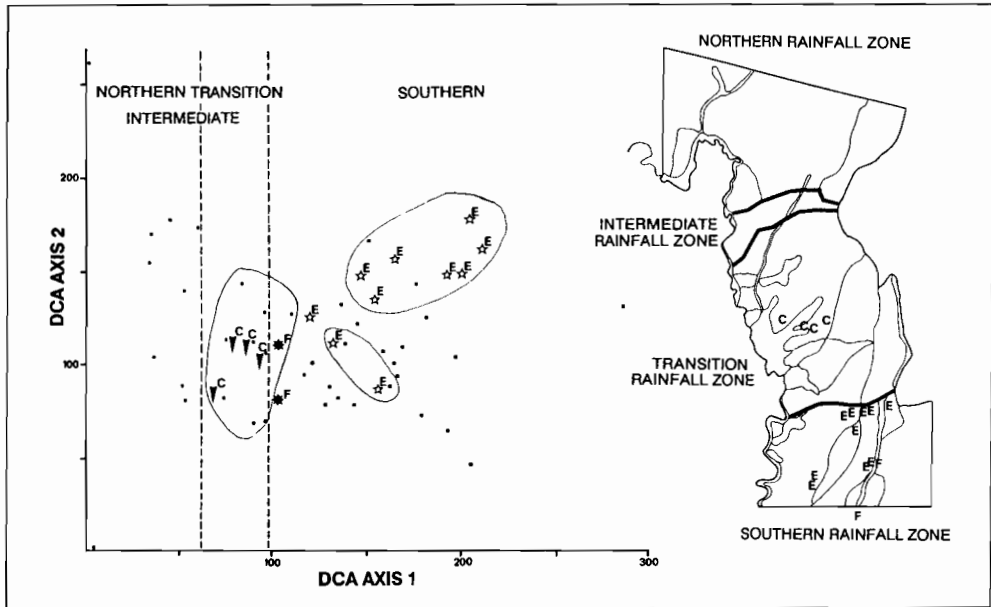 NORTHERN TRANSITION
INTERMEDIATE
SOUTHERN
DCA AXIS 2
200
100
E
E
E
E
E
E
E
E
E
E
C
C
C
C
F
F
100
200
300
DCA AXIS 1
NORTHERN RAINFALL ZONE
INTERMEDIATE
RAINFALL ZONE
C
C
C
C
TRANSITION
RAINFALL ZONE
E E E E
E
E E F
E
E
E
F
SOUTHERN RAINFALL ZONE